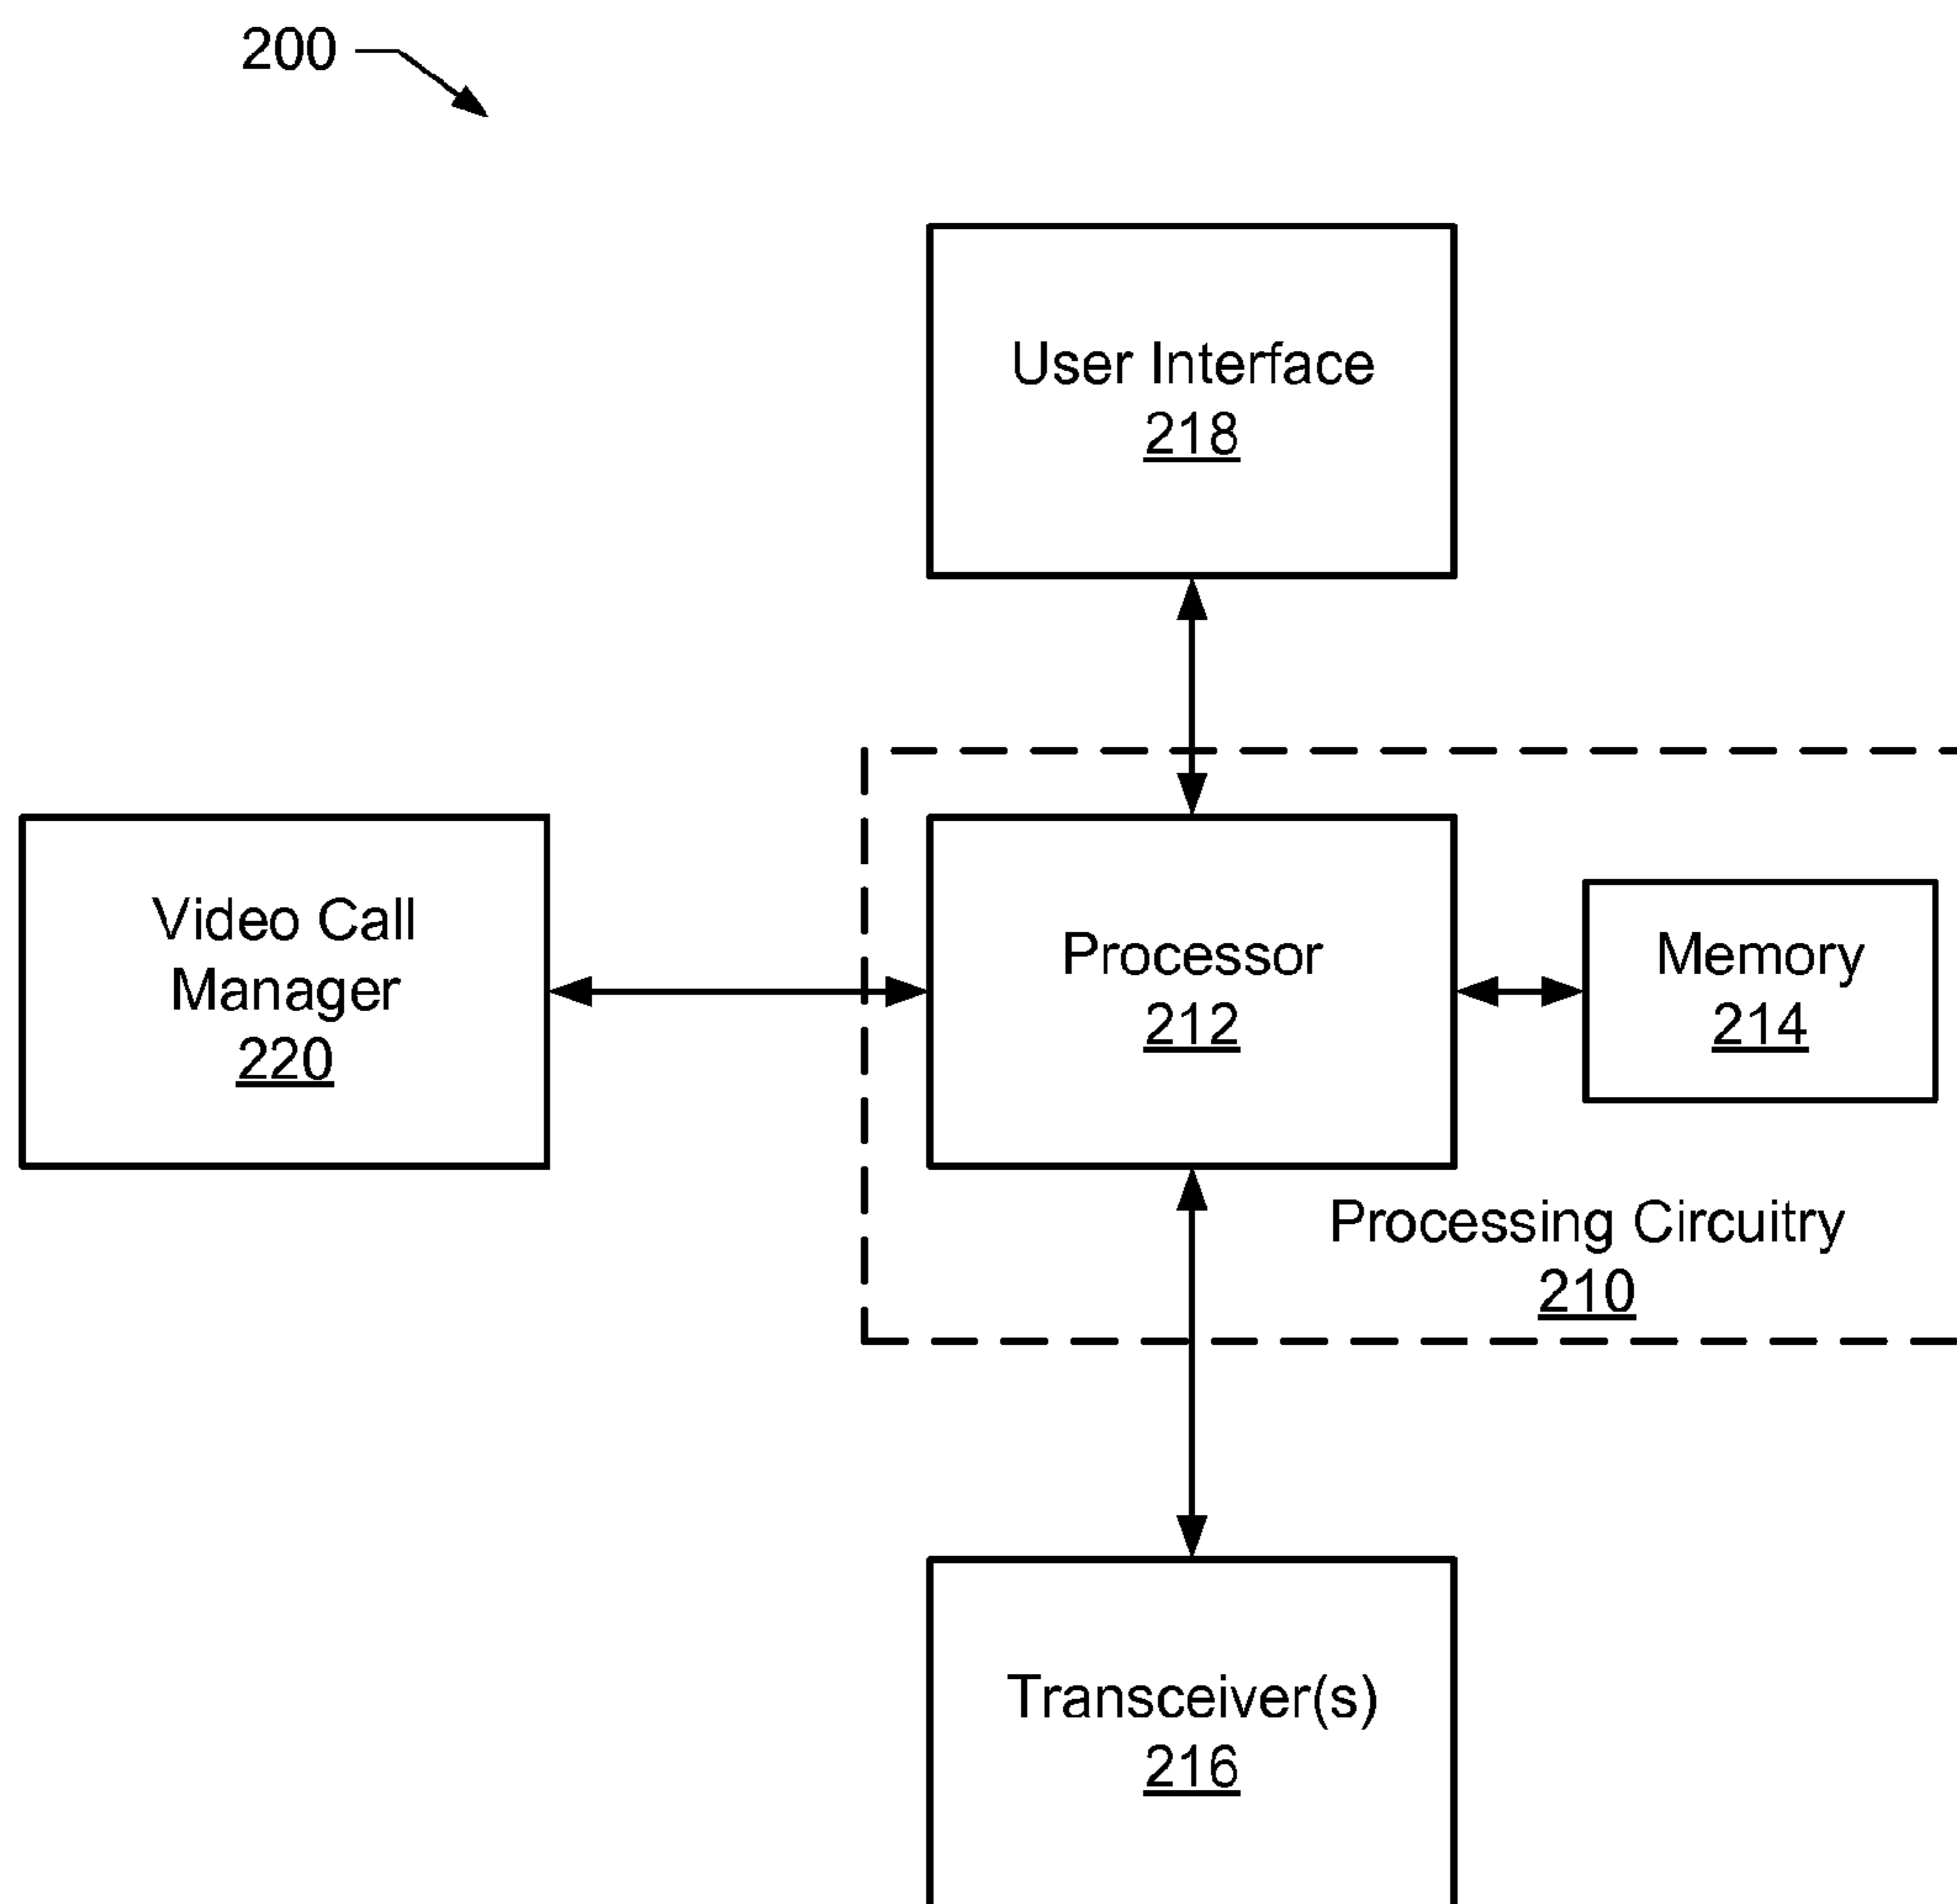 200
User Interface
218
Video Call
Manager
220
Processor
212
Memory
214
Processing Circuitry
210
Transceiver(s)
216